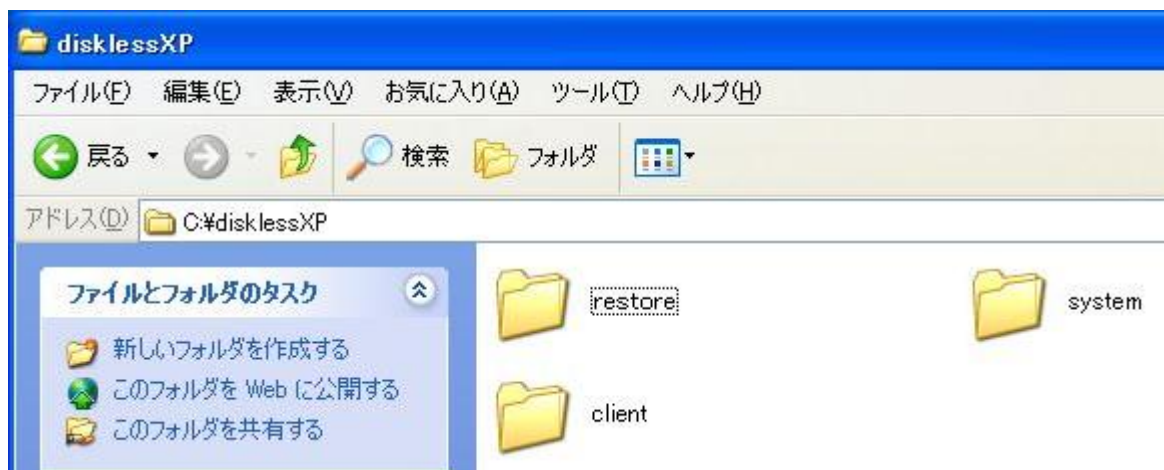 disklessXP
ファイル(F) 編集(E) 表示(V) お気に入り(A) ツール(T) ヘルプ(H)
戻る 検索 フォルダ
アドレス(D) C:¥disklessXP
ファイルとフォルダのタスク
新しいフォルダを作成する
このフォルダを Web に公開する
このフォルダを共有する
restore system
client